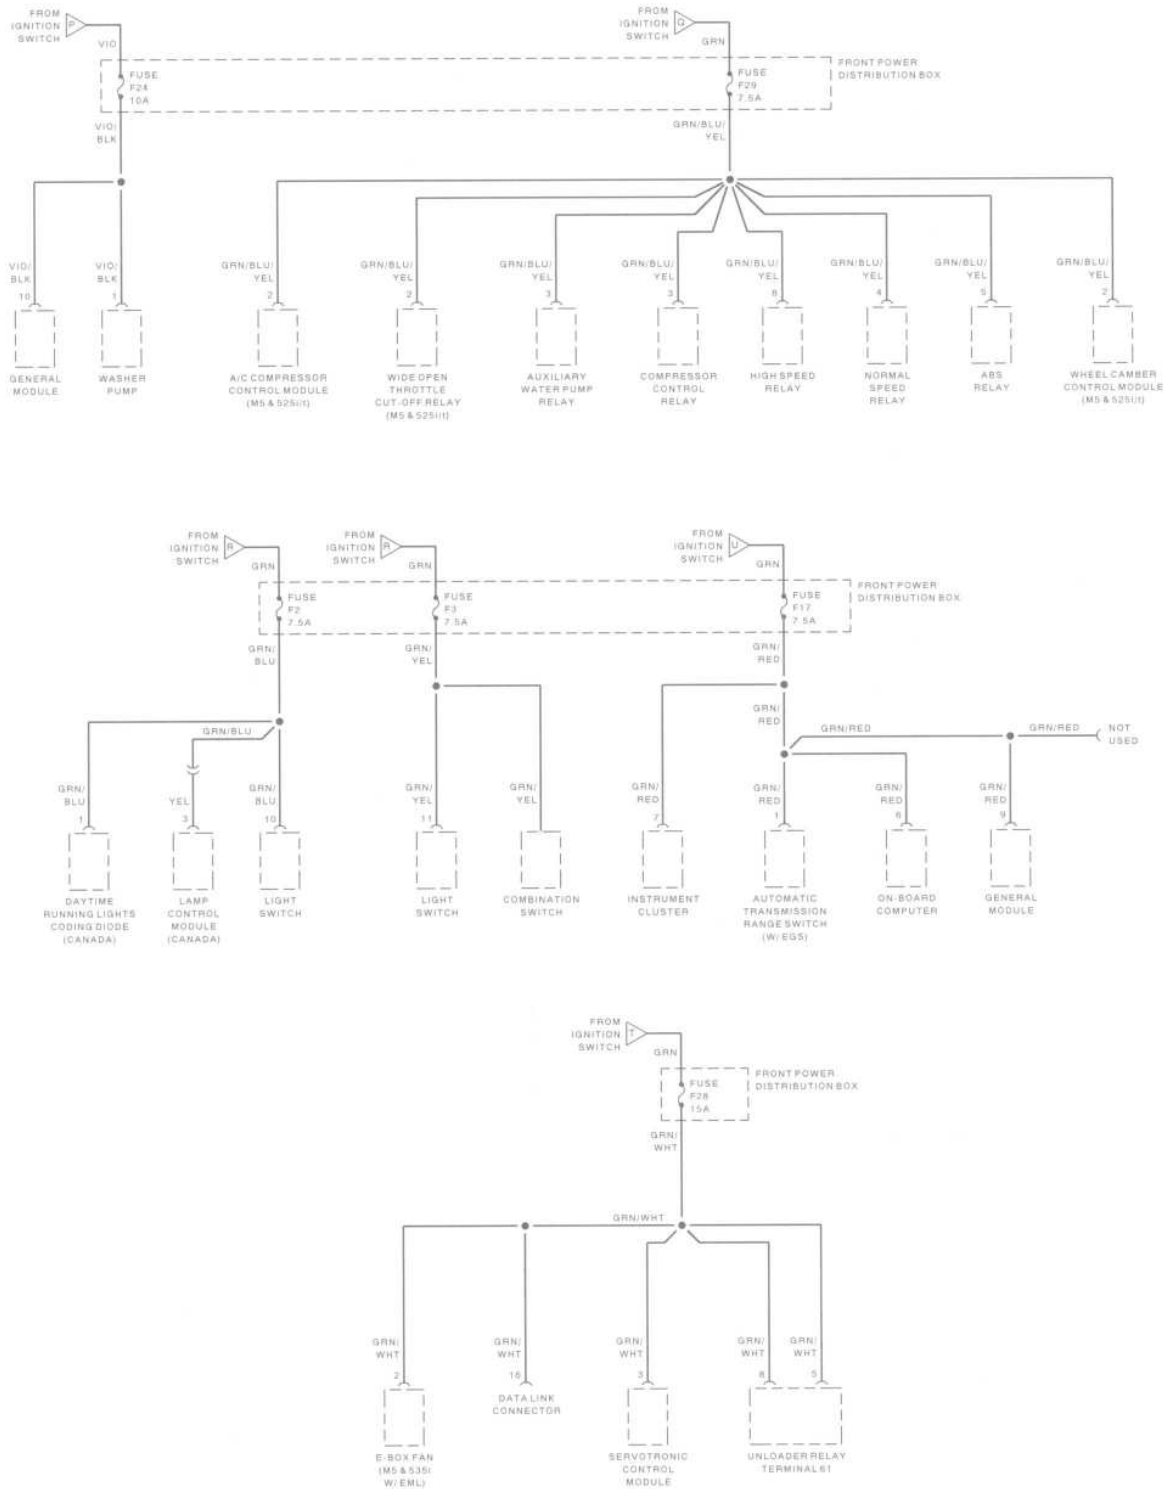 FROM
IGNITION
SWITCH
P
VIO
FUSE
F24
10A
VIO/
BLK
FROM
IGNITION
SWITCH
Q
GRN
FUSE
F29
7.5A
FRONT POWER
DISTRIBUTION BOX
GRN/BLU/
YEL
VIO/
BLK
10
VIO/
BLK
1
GRN/BLU/
YEL
2
GRN/BLU/
YEL
2
GRN/BLU/
YEL
3
GRN/BLU/
YEL
3
GRN/BLU/
YEL
8
GRN/BLU/
YEL
4
GRN/BLU/
YEL
5
GRN/BLU/
YEL
2
GENERAL
MODULE
WASHER
PUMP
A/C COMPRESSOR
CONTROL MODULE
(M5 & 525i/t)
WIDE OPEN
THROTTLE
CUT-OFF RELAY
(M5 & 525i/t)
AUXILIARY
WATER PUMP
RELAY
COMPRESSOR
CONTROL
RELAY
HIGH SPEED
RELAY
NORMAL
SPEED
RELAY
ABS
RELAY
WHEEL CAMBER
CONTROL MODULE
(M5 & 525i/t)
FROM
IGNITION
SWITCH
R
GRN
FUSE
F2
7.5A
GRN/
BLU
FROM
IGNITION
SWITCH
R
GRN
FUSE
F3
7.5A
GRN/
YEL
FROM
IGNITION
SWITCH
U
GRN
FUSE
F17
7.5A
FRONT POWER
DISTRIBUTION BOX
GRN/
RED
GRN/BLU
GRN/
RED
GRN/RED
GRN/RED
NOT
USED
GRN/
BLU
1
YEL
3
GRN/
BLU
10
GRN/
YEL
11
GRN/
YEL
GRN/
RED
7
GRN/
RED
1
GRN/
RED
6
GRN/
RED
9
DAYTIME
RUNNING LIGHTS
CODING DIODE
(CANADA)
LAMP
CONTROL
MODULE
(CANADA)
LIGHT
SWITCH
LIGHT
SWITCH
COMBINATION
SWITCH
INSTRUMENT
CLUSTER
AUTOMATIC
TRANSMISSION
RANGE SWITCH
(W/ EGS)
ON-BOARD
COMPUTER
GENERAL
MODULE
FROM
IGNITION
SWITCH
T
GRN
FUSE
F28
15A
FRONT POWER
DISTRIBUTION BOX
GRN/
WHT
GRN/WHT
GRN/
WHT
2
GRN/
WHT
16
GRN/
WHT
3
GRN/
WHT
8
GRN/
WHT
5
DATA LINK
CONNECTOR
E-BOX FAN
(M5 & 535i
W/ EML)
SERVOTRONIC
CONTROL
MODULE
UNLOADER RELAY
TERMINAL 61